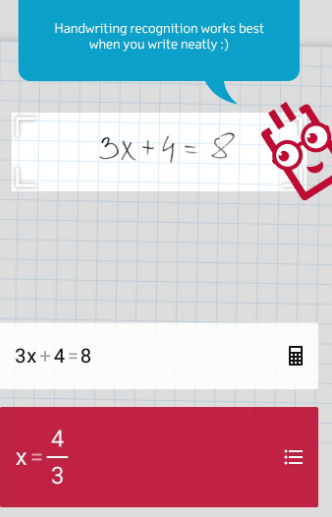 Handwriting recognition works best
when you write neatly :)
3x+4=8
3x+4=8
x=4/3